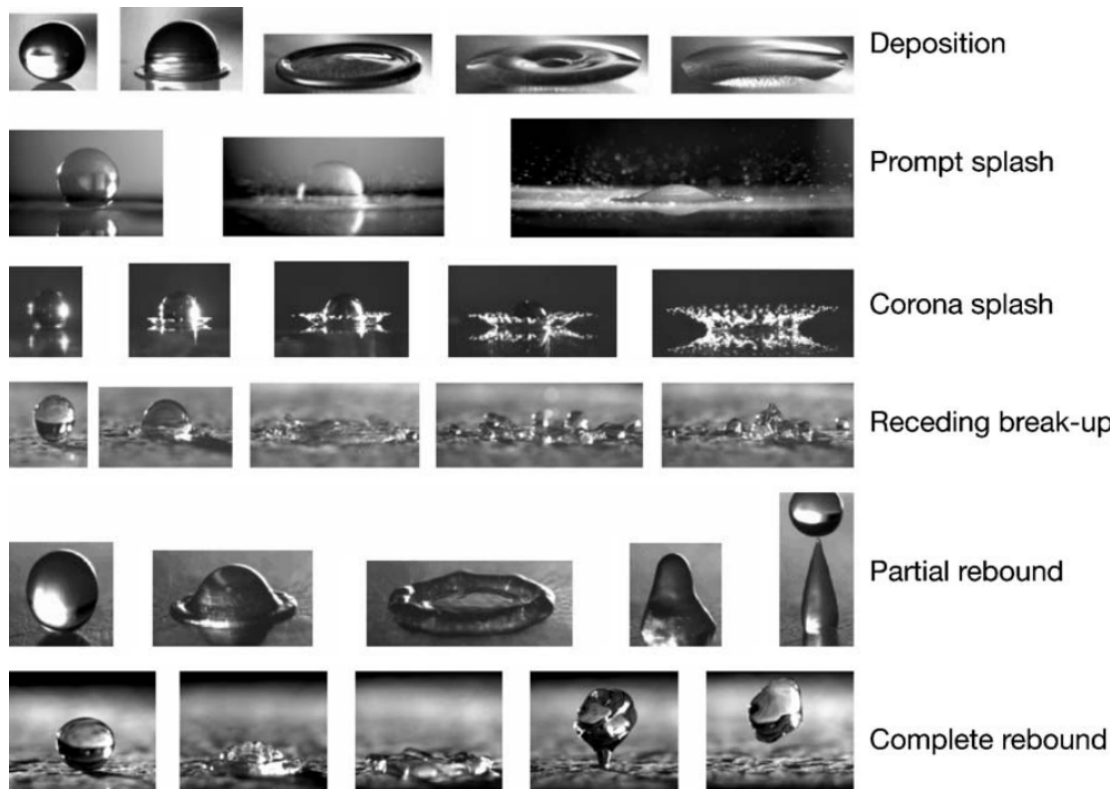 Deposition
Prompt splash
Corona splash
Receding break-up
Partial rebound
Complete rebound